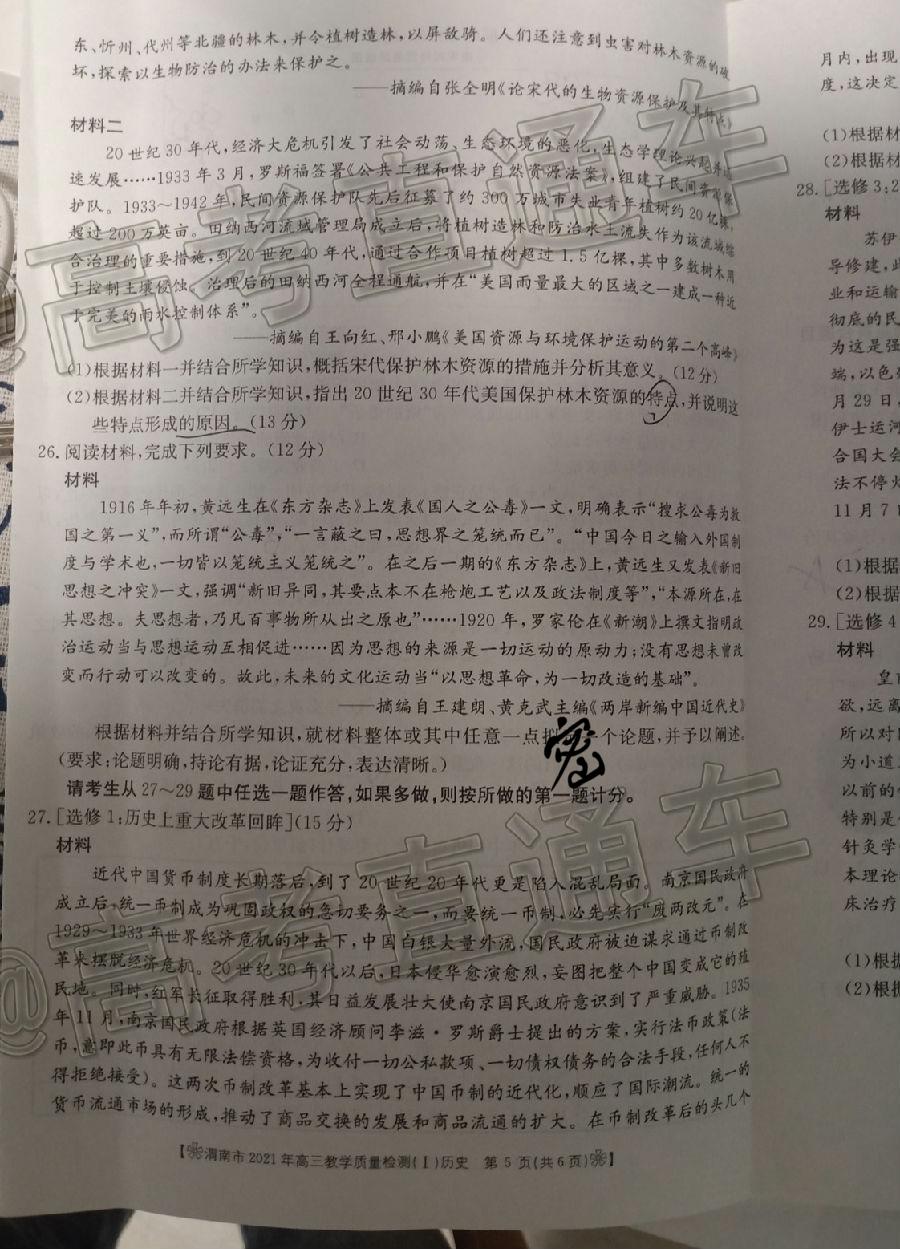 东、忻州、代州等北疆的林木,并令植树造林,以屏敌骑。人们还注意到虫害对林木资源的破
坏,探索以生物防治的办法来保护之。
——摘编自张全明《论宋代的生物资源保护及其特点》
材料二
20世纪30年代,经济大危机引发了社会动荡、生态环境的恶化,生态学理论兴起并迅
速发展……1933年3月,罗斯福签署《公共工程和保护自然资源法案》,组建了民间资源保
护队。1933~1942年,民间资源保护队先后征募了约300万城市失业青年植树约20亿棵,
超过200万英亩。田纳西河流域管理局成立后,将植树造林和防治水土流失作为该流域综
合治理的重要措施,到20世纪40年代,通过合作项目植树超过1.5亿棵,其中多数树木用
于控制土壤侵蚀。治理后的田纳西河全程通航,并在“美国雨量最大的区域之一建成一种近
于完美的雨水控制体系”。
——摘编自王向红、邢小鹏《美国资源与环境保护运动的第二个高峰》
(1)根据材料一并结合所学知识,概括宋代保护林木资源的措施并分析其意义。(12分)
(2)根据材料二并结合所学知识,指出20世纪30年代美国保护林木资源的特点,并说明这
些特点形成的原因。(13分)
26.阅读材料,完成下列要求。(12分)
材料
1916年年初,黄远生在《东方杂志》上发表《国人之公毒》一文,明确表示“搜求公毒为救
国之第一义”,而所谓“公毒”,“一言蔽之曰,思想界之笼统而已”。“中国今日之输入外国制
度与学术也,一切皆以笼统主义笼统之”。在之后一期的《东方杂志》上,黄远生又发表《新旧
思想之冲突》一文,强调“新旧异同,其要点本不在枪炮工艺以及政法制度等”,“本源所在,在
其思想。夫思想者,乃凡百事物所从出之原也”……1920年,罗家伦在《新潮》上撰文指明政
治运动当与思想运动互相促进……因为思想的来源是一切运动的原动力;没有思想未曾改
变而行动可以改变的。故此,未来的文化运动当“以思想革命,为一切改造的基础”。
——摘编自王建朗、黄克武主编《两岸新编中国近代史》
根据材料并结合所学知识,就材料整体或其中任意一点拟 个论题,并予以阐述。
(要求:论题明确,持论有据,论证充分,表达清晰。)
请考生从27~29题中任选一题作答,如果多做,则按所做的第一题计分。
27.[选修1:历史上重大改革回眸](15分)
材料
近代中国货币制度长期落后,到了20世纪20年代更是陷入混乱局面。南京国民政府
成立后,统一币制成为巩固政权的急切要务之一,而要统一币制,必先实行“废两改元”。在
1929~1933年世界经济危机的冲击下,中国白银大量外流,国民政府被迫谋求通过币制改
革来摆脱经济危机。20世纪30年代以后,日本侵华愈演愈烈,妄图把整个中国变成它的殖
民地。同时,红军长征取得胜利,其日益发展壮大使南京国民政府意识到了严重威胁。1935
年11月,南京国民政府根据英国经济顾问李滋·罗斯爵士提出的方案,实行法币政策(法
币,意即此币具有无限法偿资格,为收付一切公私款项、一切债权债务的合法手段,任何人不
得拒绝接受)。这两次币制改革基本上实现了中国币制的近代化,顺应了国际潮流。统一的
货币流通市场的形成,推动了商品交换的发展和商品流通的扩大。在币制改革后的头几个
【渭南市2021年高三教学质量检测(Ⅰ)历史 第5页(共6页)】
月内,出现
度,这决定
(1)根据材
(2)根据材
28.[选修3:2
材料
苏伊
导修建,此
业和运输
彻底的民
为这是强
端,以色
月29日,
伊士运河
合国大会
法不停火
11月7日
(1)根据
(2)根据
29.[选修4
材料
皇甫
欲,远离
所以对
为小道
以前的
特别是
针灸学
本理论
床治疗
(1)根据
(2)根据
@高考直通车
@高考直通车